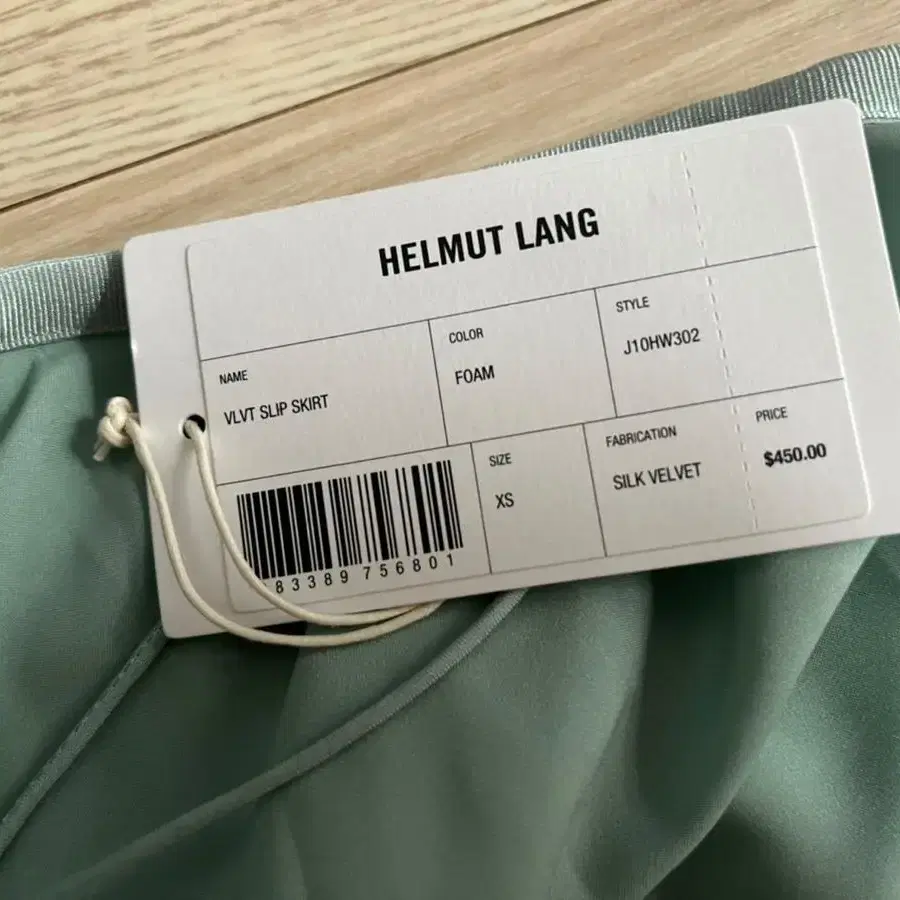 HELMUT LANG
NAME
VLVT SLIP SKIRT
COLOR
FOAM
STYLE
J10HW302
83389 756801
SIZE
XS
FABRICATION
SILK VELVET
PRICE
$450.00